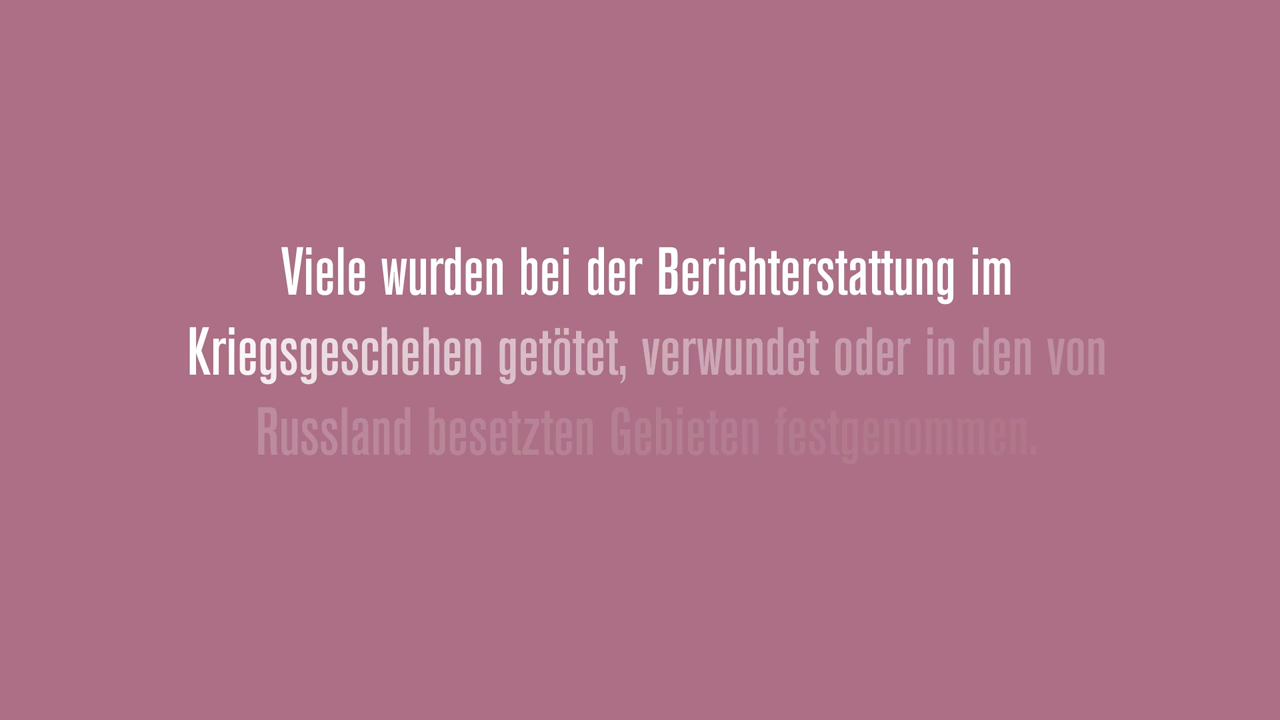 Viele wurden bei der Berichterstattung im
Kriegsgeschehen getötet, verwundet oder in den von
Russland besetzten Gebieten festgenommen.